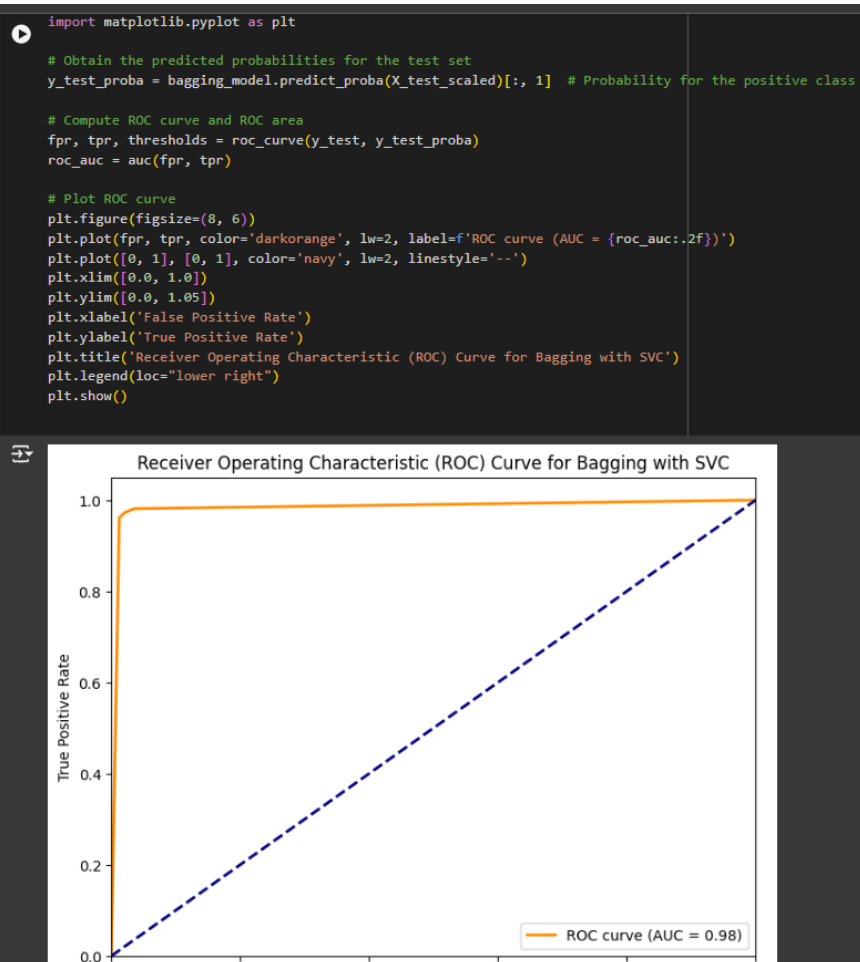 import matplotlib.pyplot as plt
# Obtain the predicted probabilities for the test set
y_test_proba = bagging_model.predict_proba(X_test_scaled)[:, 1]  # Probability for the positive class
# Compute ROC curve and ROC area
fpr, tpr, thresholds = roc_curve(y_test, y_test_proba)
roc_auc = auc(fpr, tpr)
# Plot ROC curve
plt.figure(figsize=(8, 6))
plt.plot(fpr, tpr, color='darkorange', lw=2, label=f'ROC curve (AUC = {roc_auc:.2f})')
plt.plot([0, 1], [0, 1], color='navy', lw=2, linestyle='--')
plt.xlim([0.0, 1.0])
plt.ylim([0.0, 1.05])
plt.xlabel('False Positive Rate')
plt.ylabel('True Positive Rate')
plt.title('Receiver Operating Characteristic (ROC) Curve for Bagging with SVC')
plt.legend(loc="lower right")
plt.show()
Receiver Operating Characteristic (ROC) Curve for Bagging with SVC
1.0
0.8
0.6
True Positive Rate
0.4
0.2
ROC curve (AUC = 0.98)
0.0